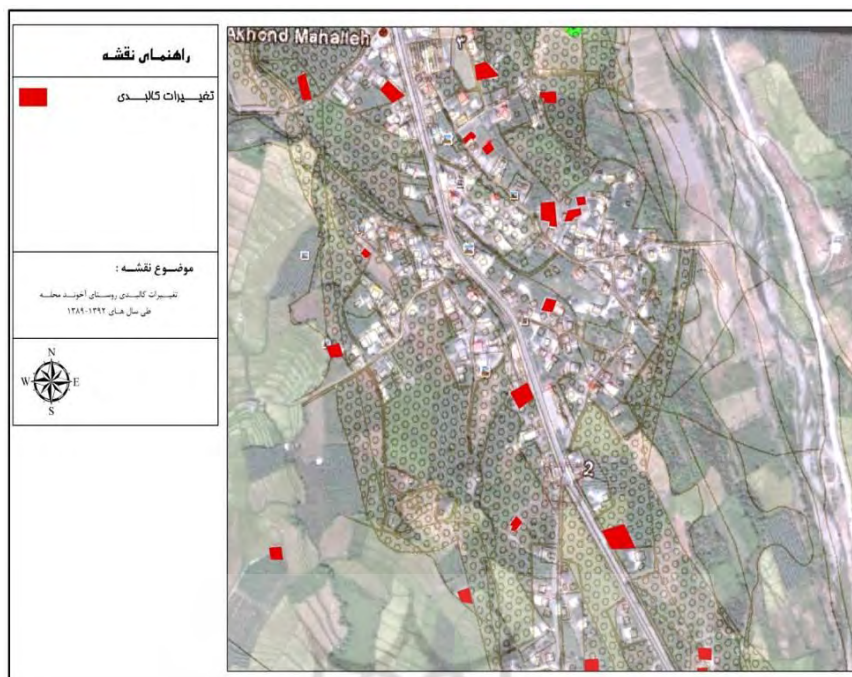 راهنمای نقشه
تغییرات کالبدی
موضوع نقشه :
تغییرات کالبدی روستای آخوند محله
طی سال های ۱۳۹۲-۱۳۸۹
N
W E
S
Akhond Mahalleh
۲
2